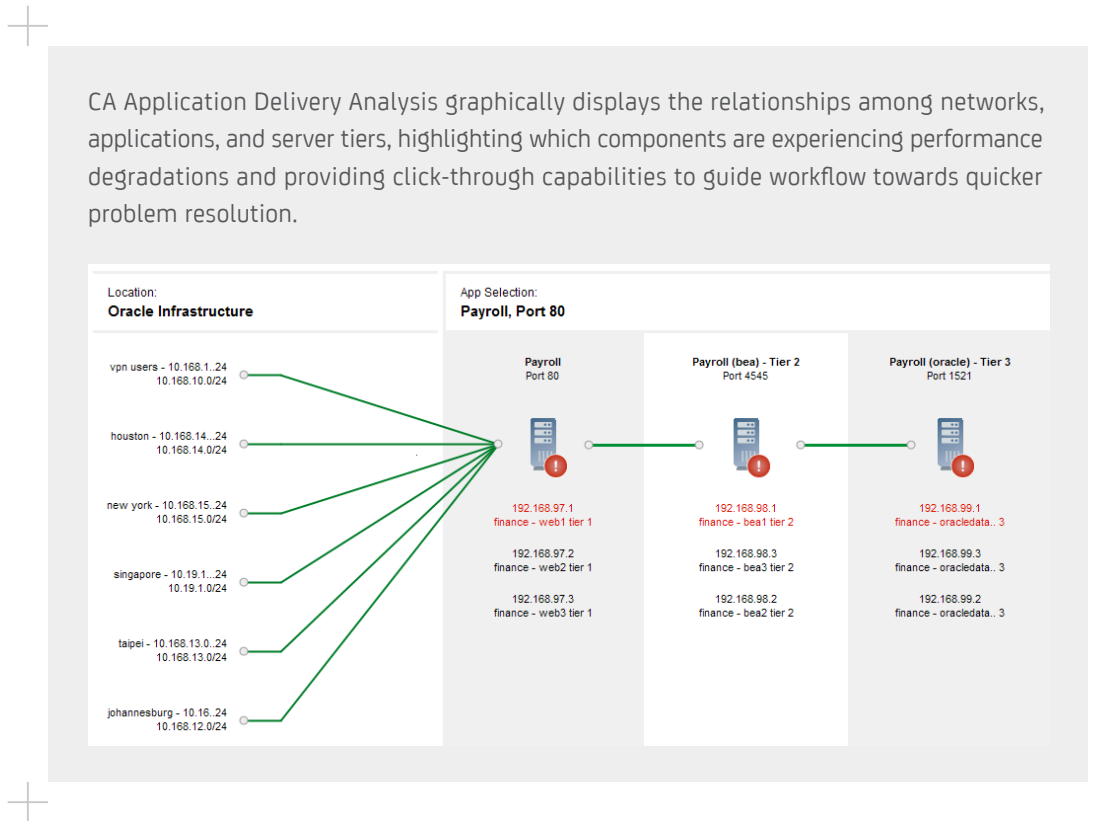 CA Application Delivery Analysis graphically displays the relationships among networks,
applications, and server tiers, highlighting which components are experiencing performance
degradations and providing click-through capabilities to guide workflow towards quicker
problem resolution.
Location:
Oracle Infrastructure
App Selection:
Payroll, Port 80
vpn users - 10.168.1..24
10.168.10.0/24
houston - 10.168.14...24
10.168.14.0/24
new york - 10.168.15..24
10.168.15.0/24
singapore - 10.19.1...24
10.19.1.0/24
taipei - 10.168.13.0..24
10.168.13.0/24
johannesburg - 10.16..24
10.168.12.0/24
Payroll
Port 80
192.168.97.1
finance - web1 tier 1
192.168.97.2
finance - web2 tier 1
192.168.97.3
finance - web3 tier 1
Payroll (bea) - Tier 2
Port 4545
192.168.98.1
finance - bea1 tier 2
192.168.98.3
finance - bea3 tier 2
192.168.98.2
finance - bea2 tier 2
Payroll (oracle) - Tier 3
Port 1521
192.168.99.1
finance - oracledata.. 3
192.168.99.3
finance - oracledata.. 3
192.168.99.2
finance - oracledata.. 3